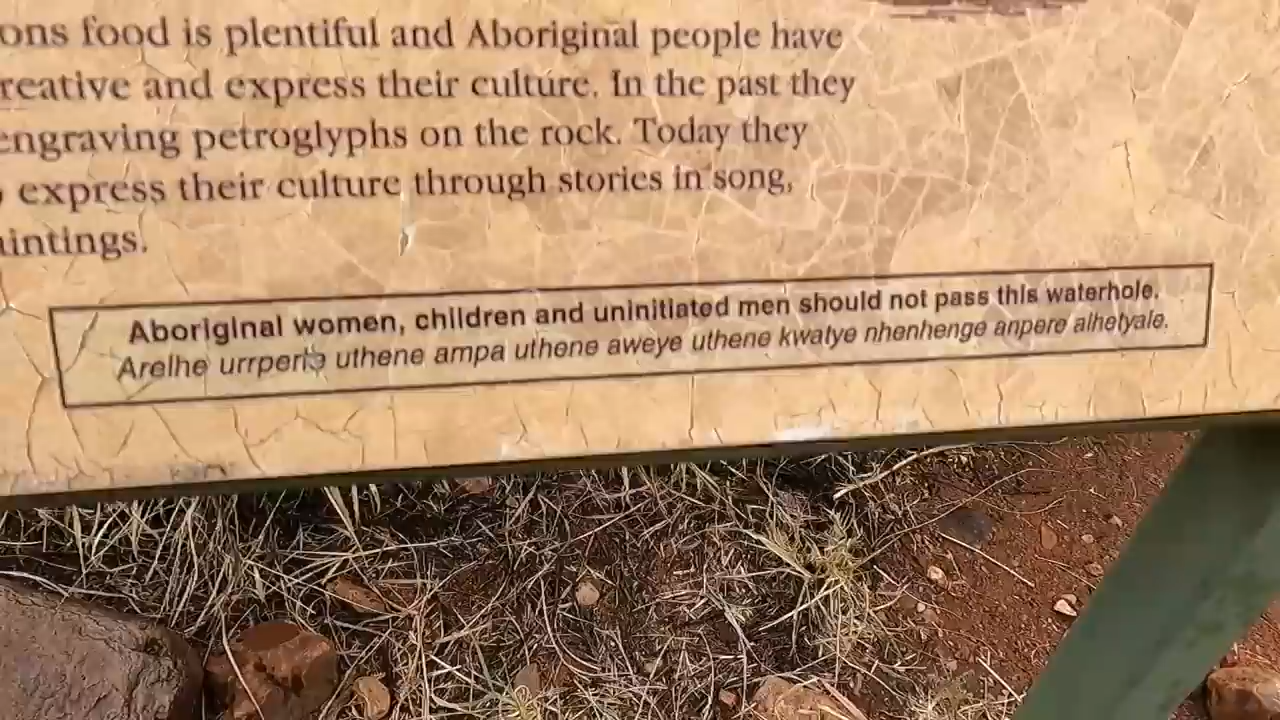 ons food is plentiful and Aboriginal people have
reative and express their culture. In the past they
engraving petroglyphs on the rock. Today they
express their culture through stories in song,
aintings.
Aboriginal women, children and uninitiated men should not pass this waterhole.
Arelhe urrperle uthene ampa uthene aweye uthene kwatye nhenhenge anpere alhetyale.